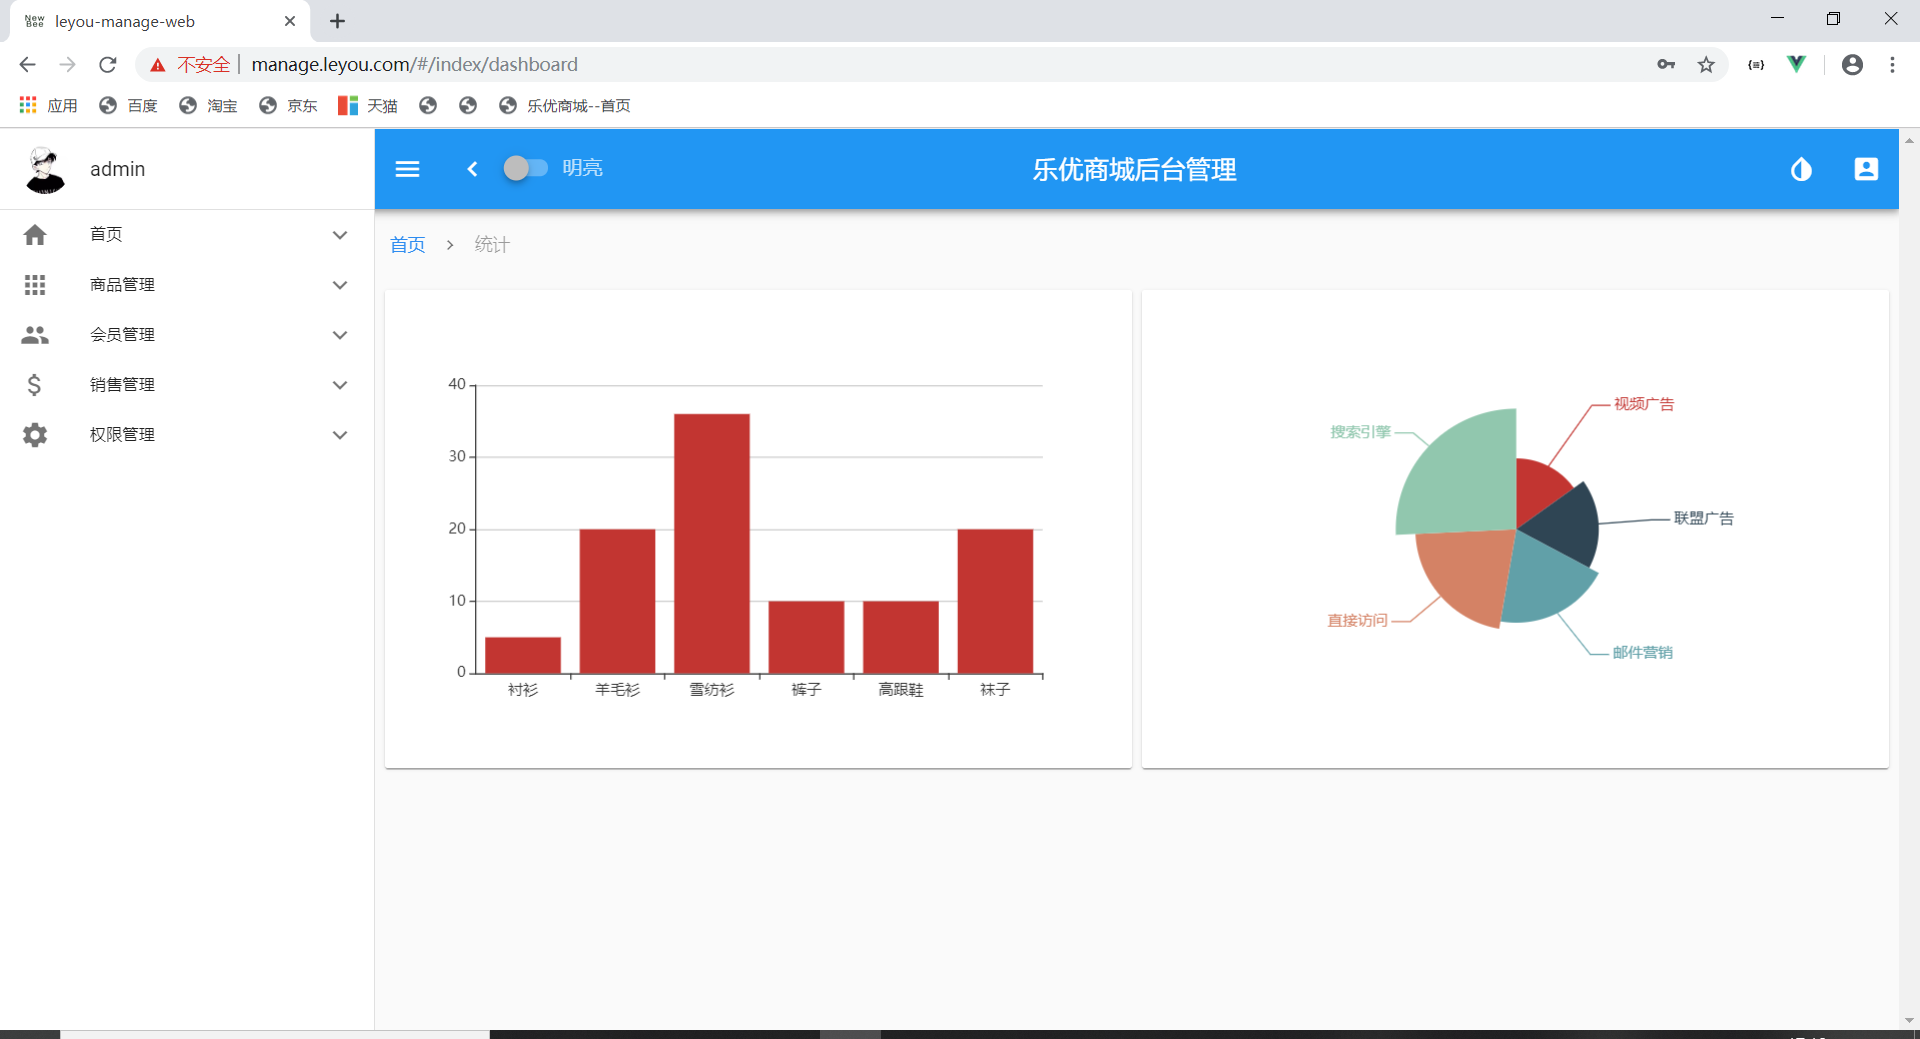 New Bee leyou-manage-web
不安全 manage.leyou.com/#/index/dashboard
应用 百度 淘宝 京东 天猫 乐优商城--首页
admin
明亮
乐优商城后台管理
首页
商品管理
会员管理
销售管理
权限管理
首页 > 统计
40
30
20
10
0
衬衫 羊毛衫 雪纺衫 裤子 高跟鞋 袜子
视频广告
搜索引擎
联盟广告
直接访问
邮件营销